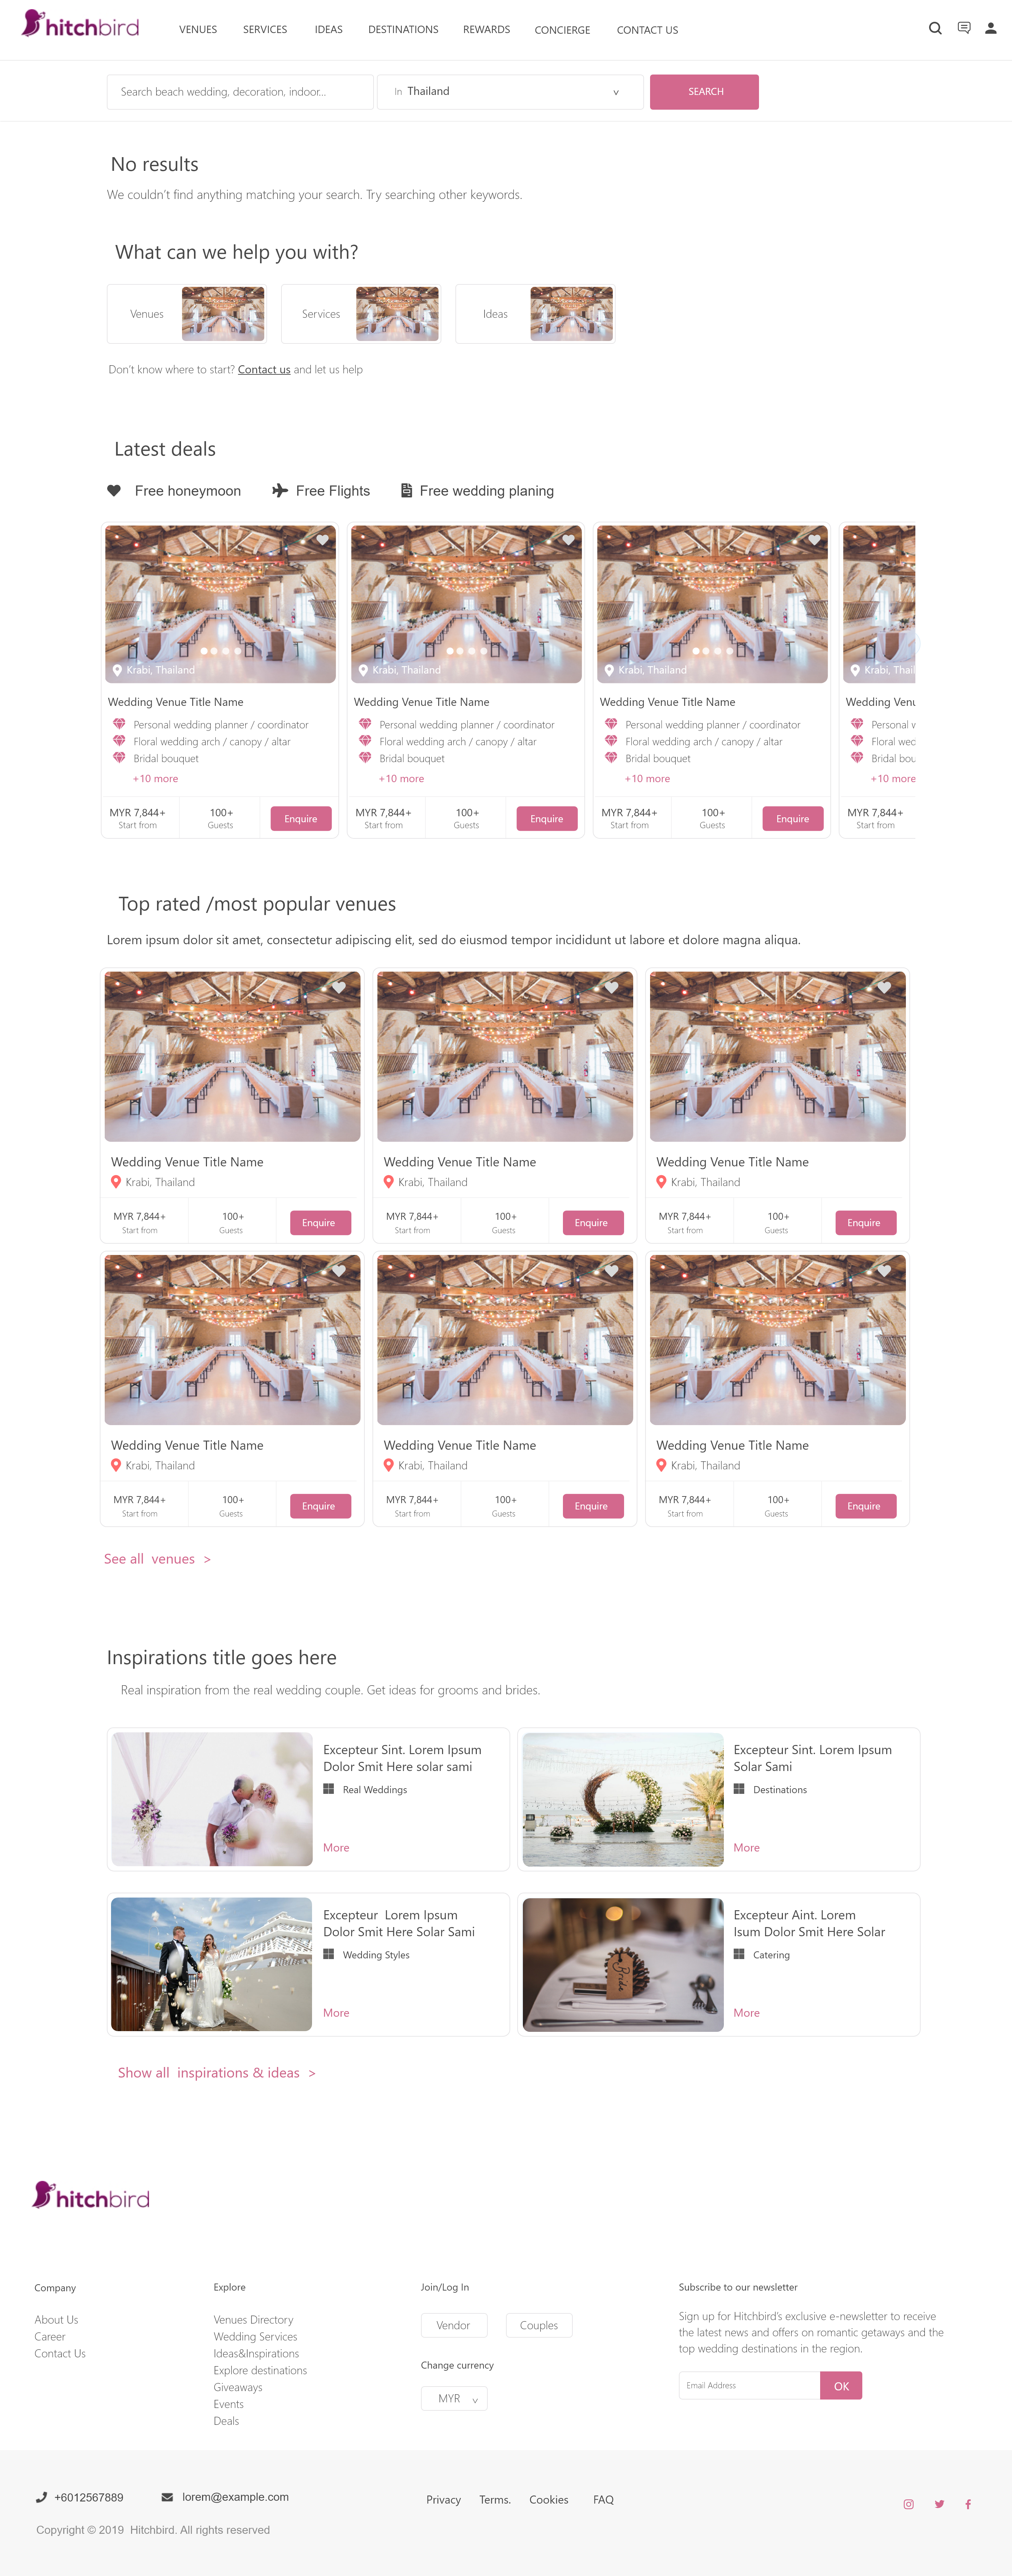 hitchbird
VENUES SERVICES IDEAS DESTINATIONS REWARDS CONCIERGE CONTACT US
Search beach wedding, decoration, indoor...
In Thailand v
SEARCH
No results
We couldn't find anything matching your search. Try searching other keywords.
What can we help you with?
Venues
Services
Ideas
Don't know where to start? Contact us and let us help
Latest deals
Free honeymoon Free Flights Free wedding planing
Krabi, Thailand
Wedding Venue Title Name
Personal wedding planner / coordinator
Floral wedding arch / canopy / altar
Bridal bouquet
+10 more
MYR 7,844+ 100+
Start from Guests
Enquire
Krabi, Thailand
Wedding Venue Title Name
Personal wedding planner / coordinator
Floral wedding arch / canopy / altar
Bridal bouquet
+10 more
MYR 7,844+ 100+
Start from Guests
Enquire
Krabi, Thailand
Wedding Venue Title Name
Personal wedding planner / coordinator
Floral wedding arch / canopy / altar
Bridal bouquet
+10 more
MYR 7,844+ 100+
Start from Guests
Enquire
Krabi, Thail
Wedding Venu
Personal w
Floral wed
Bridal bou
+10 more
MYR 7,844+
Start from
Top rated /most popular venues
Lorem ipsum dolor sit amet, consectetur adipiscing elit, sed do eiusmod tempor incididunt ut labore et dolore magna aliqua.
Wedding Venue Title Name
Krabi, Thailand
MYR 7,844+ 100+
Start from Guests
Enquire
Wedding Venue Title Name
Krabi, Thailand
MYR 7,844+ 100+
Start from Guests
Enquire
Wedding Venue Title Name
Krabi, Thailand
MYR 7,844+ 100+
Start from Guests
Enquire
Wedding Venue Title Name
Krabi, Thailand
MYR 7,844+ 100+
Start from Guests
Enquire
Wedding Venue Title Name
Krabi, Thailand
MYR 7,844+ 100+
Start from Guests
Enquire
Wedding Venue Title Name
Krabi, Thailand
MYR 7,844+ 100+
Start from Guests
Enquire
See all venues >
Inspirations title goes here
Real inspiration from the real wedding couple. Get ideas for grooms and brides.
Excepteur Sint. Lorem Ipsum
Dolor Smit Here solar sami
Real Weddings
More
Excepteur Sint. Lorem Ipsum
Solar Sami
Destinations
More
Excepteur Lorem Ipsum
Dolor Smit Here Solar Sami
Wedding Styles
More
Bride
Excepteur Aint. Lorem
Isum Dolor Smit Here Solar
Catering
More
Show all inspirations & ideas >
hitchbird
Company
About Us
Career
Contact Us
Explore
Venues Directory
Wedding Services
Ideas&Inspirations
Explore destinations
Giveaways
Events
Deals
Join/Log In
Vendor Couples
Change currency
MYR v
Subscribe to our newsletter
Sign up for Hitchbird's exclusive e-newsletter to receive
the latest news and offers on romantic getaways and the
top wedding destinations in the region.
Email Address OK
+6012567889 lorem@example.com
Privacy Terms. Cookies FAQ
Copyright © 2019 Hitchbird. All rights reserved